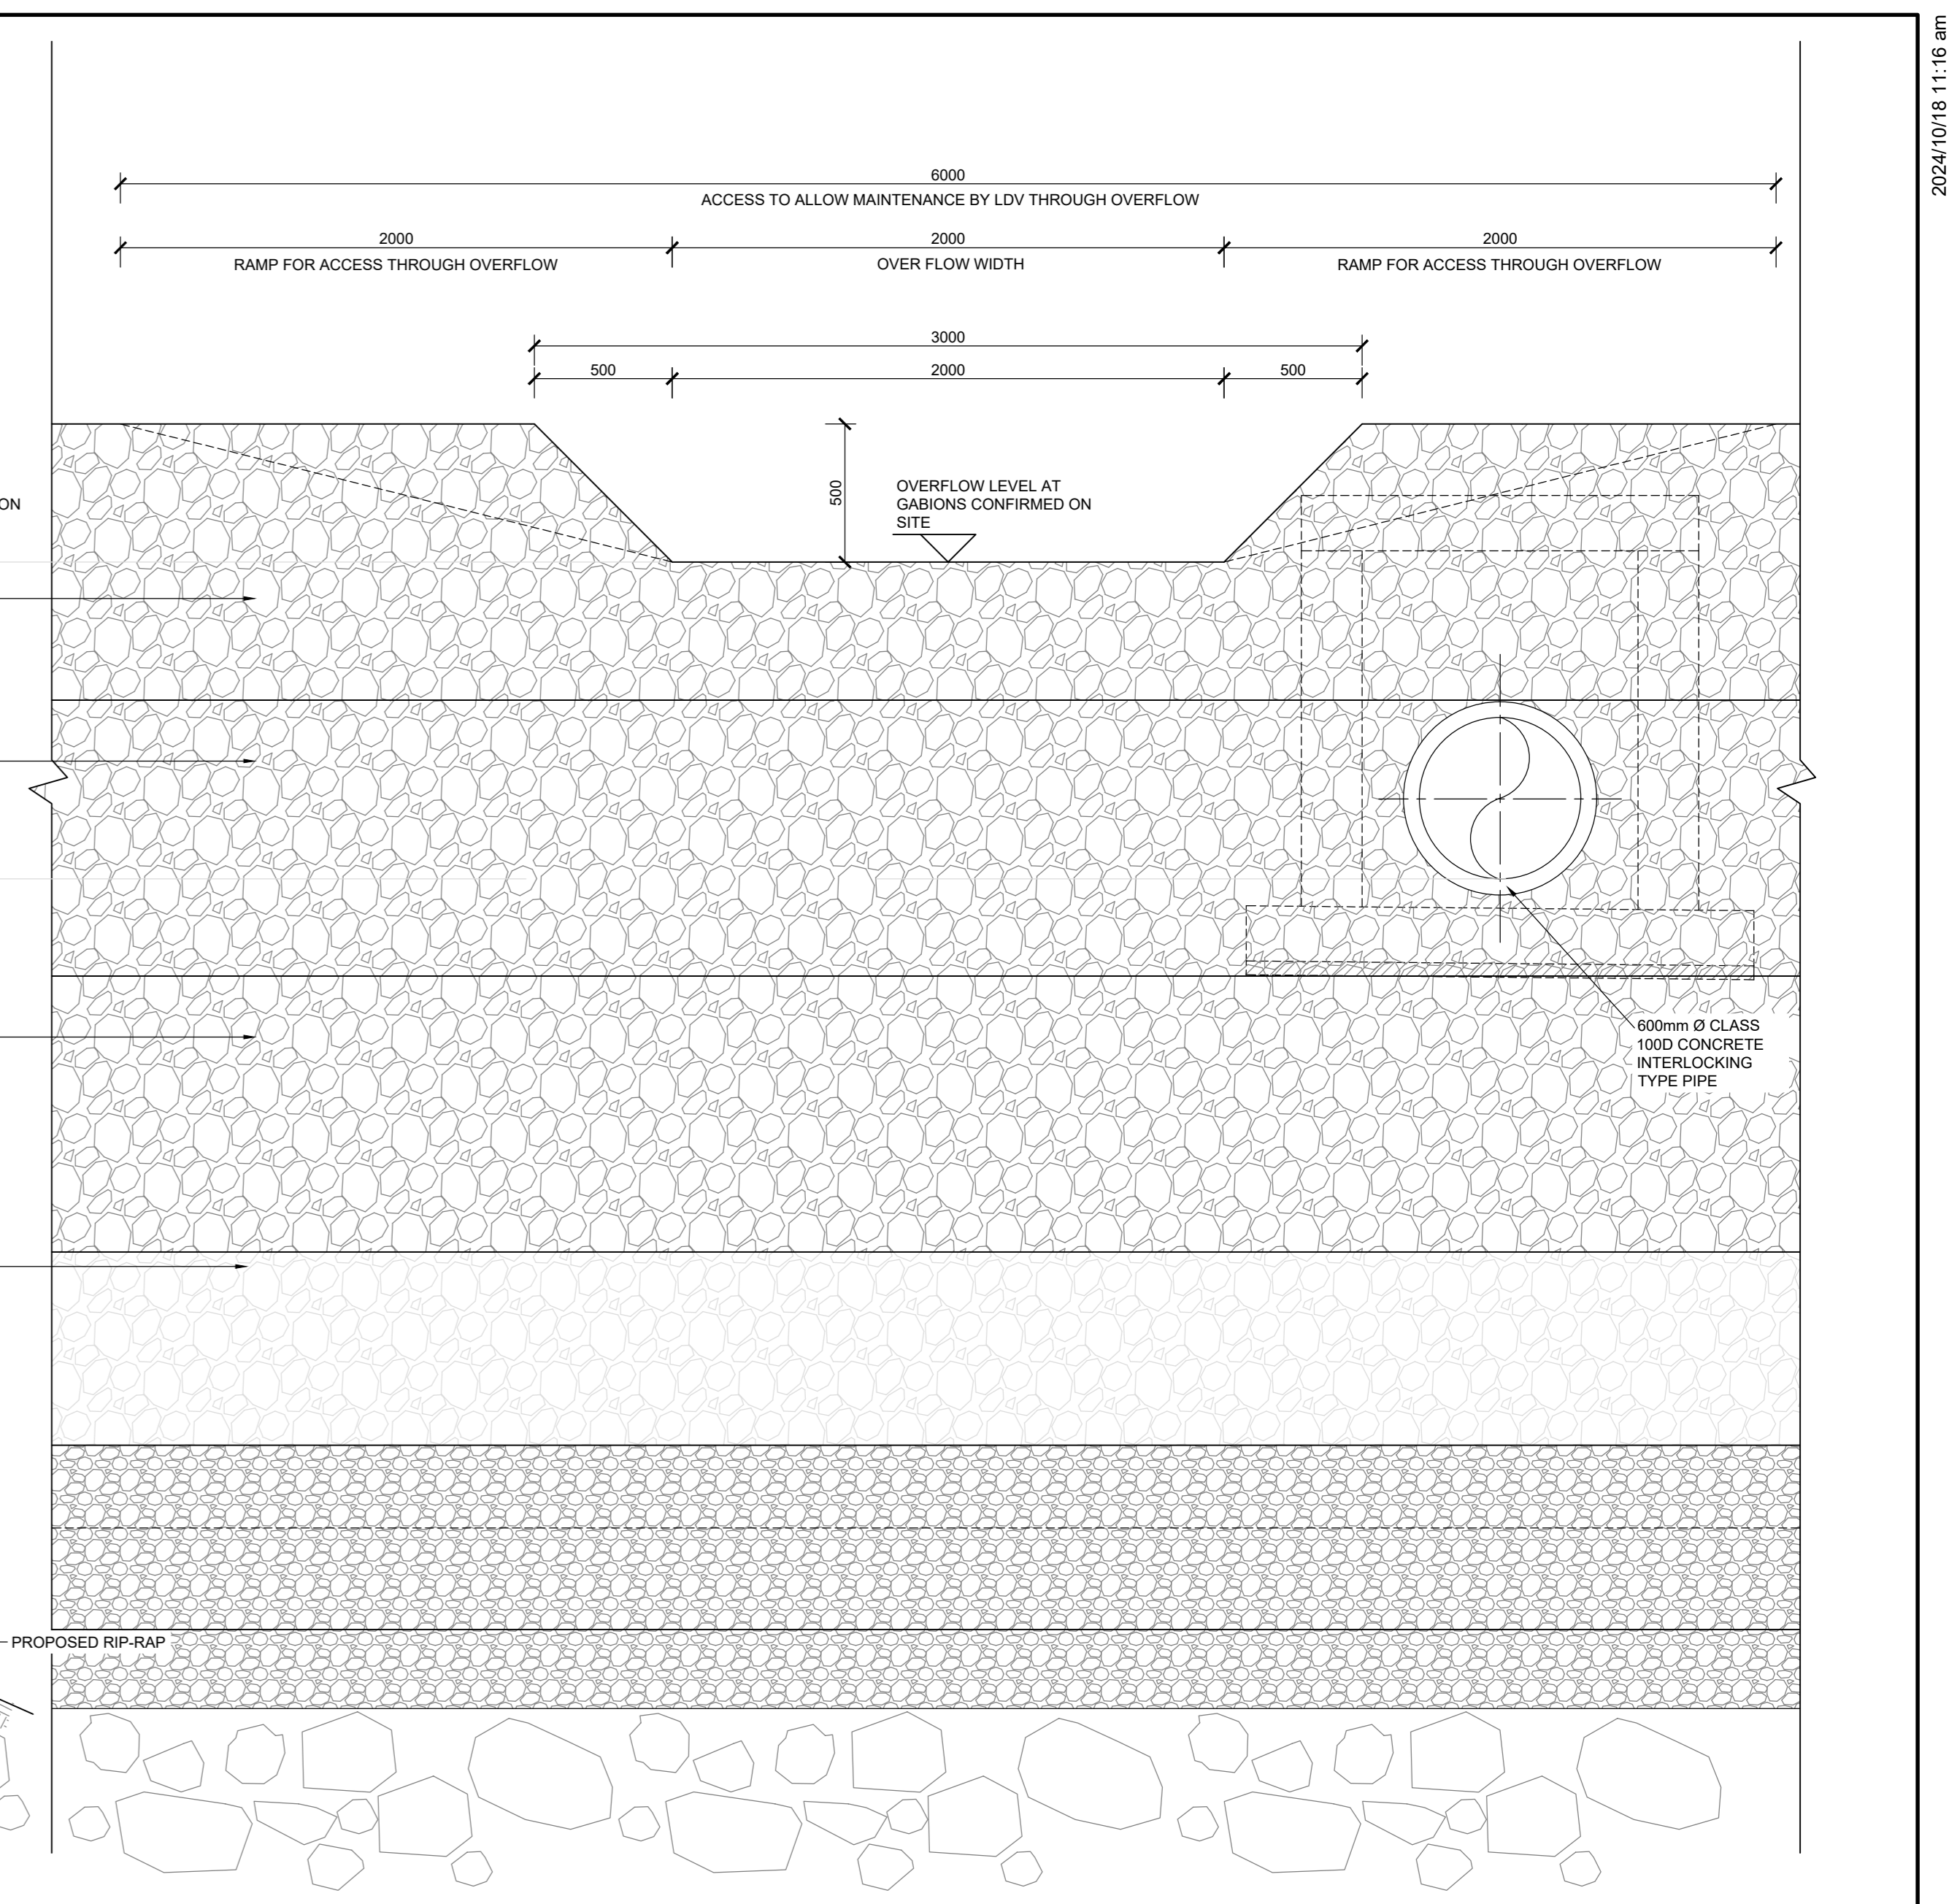 2024/10/18 11:16 am
6000
ACCESS TO ALLOW MAINTENANCE BY LDV THROUGH OVERFLOW
2000
2000
2000
RAMP FOR ACCESS THROUGH OVERFLOW
OVER FLOW WIDTH
RAMP FOR ACCESS THROUGH OVERFLOW
3000
500
2000
500
500
OVERFLOW LEVEL AT
GABIONS CONFIRMED ON
SITE
ON
600mm Ø CLASS
100D CONCRETE
INTERLOCKING
TYPE PIPE
PROPOSED RIP-RAP